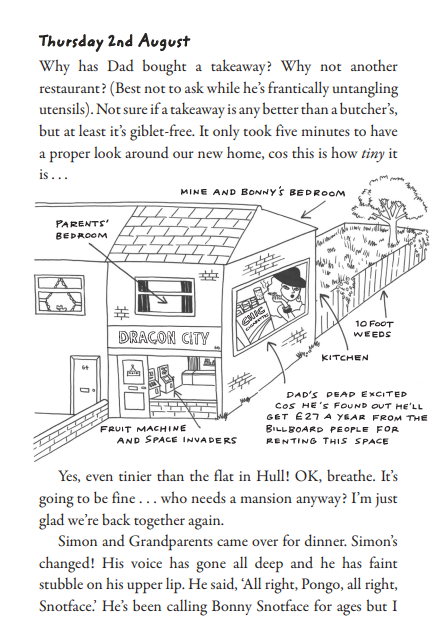 Thursday 2nd August
Why has Dad bought a takeaway? Why not another
restaurant? (Best not to ask while he's frantically untangling
utensils). Not sure if a takeaway is any better than a butcher's,
but at least it's giblet-free. It only took five minutes to have
a proper look around our new home, cos this is how tiny it
is . . .
MINE AND BONNY'S BEDROOM
PARENTS'
BEDROOM
DRAGON CITY
64
10 FOOT
WEEDS
KITCHEN
DAD'S DEAD EXCITED
COS HE'S FOUND OUT HE'LL
GET £27 A YEAR FROM THE
BILLBOARD PEOPLE FOR
RENTING THIS SPACE
FRUIT MACHINE
AND SPACE INVADERS
Yes, even tinier than the flat in Hull! OK, breathe. It's
going to be fine . . . who needs a mansion anyway? I'm just
glad we're back together again.
Simon and Grandparents came over for dinner. Simon's
changed! His voice has gone all deep and he has faint
stubble on his upper lip. He said, 'All right, Pongo, all right,
Snotface.' He's been calling Bonny Snotface for ages but I